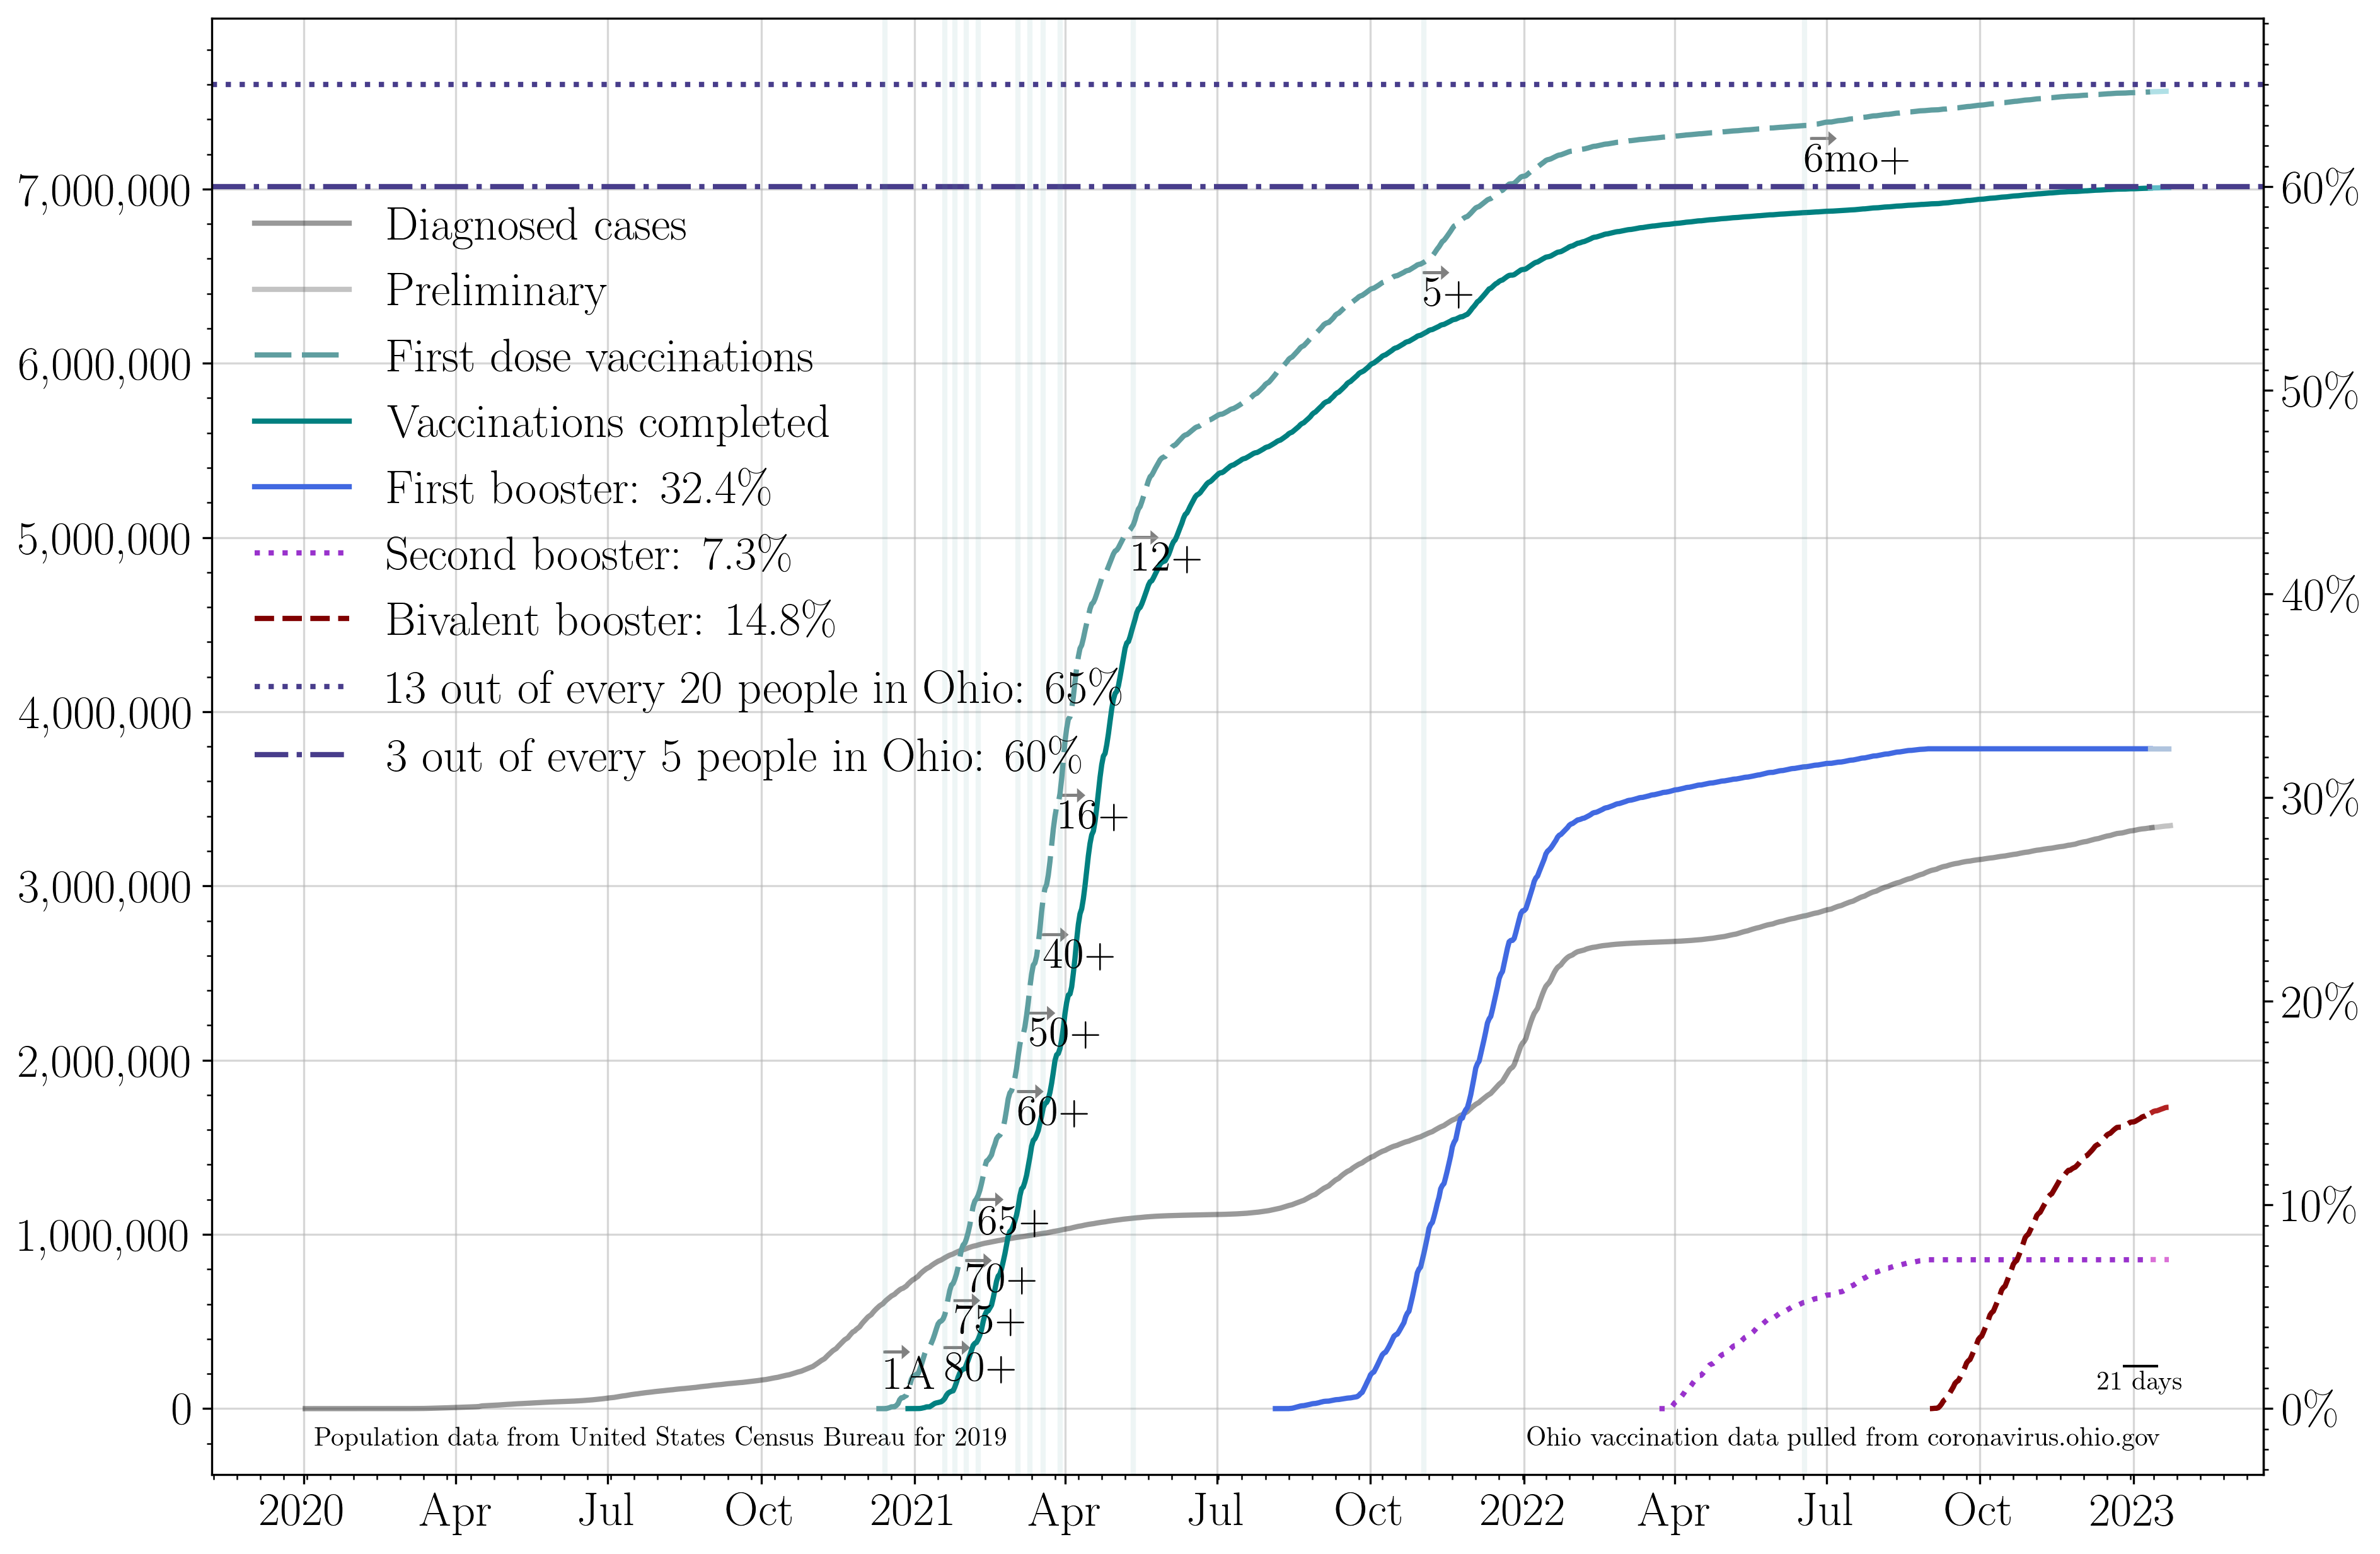 7,000,000
6,000,000
5,000,000
4,000,000
3,000,000
2,000,000
1,000,000
0
Diagnosed cases
Preliminary
First dose vaccinations
Vaccinations completed
First booster: 32.4%
Second booster: 7.3%
Bivalent booster: 14.8%
13 out of every 20 people in Ohio: 65%
3 out of every 5 people in Ohio: 60%
6mo+
5+
12+
16+
40+
50+
60+
65+
70+
75+
80+
1A
21 days
60%
50%
40%
30%
20%
10%
0%
Population data from United States Census Bureau for 2019
Ohio vaccination data pulled from coronavirus.ohio.gov
2020 Apr Jul Oct 2021 Apr Jul Oct 2022 Apr Jul Oct 2023